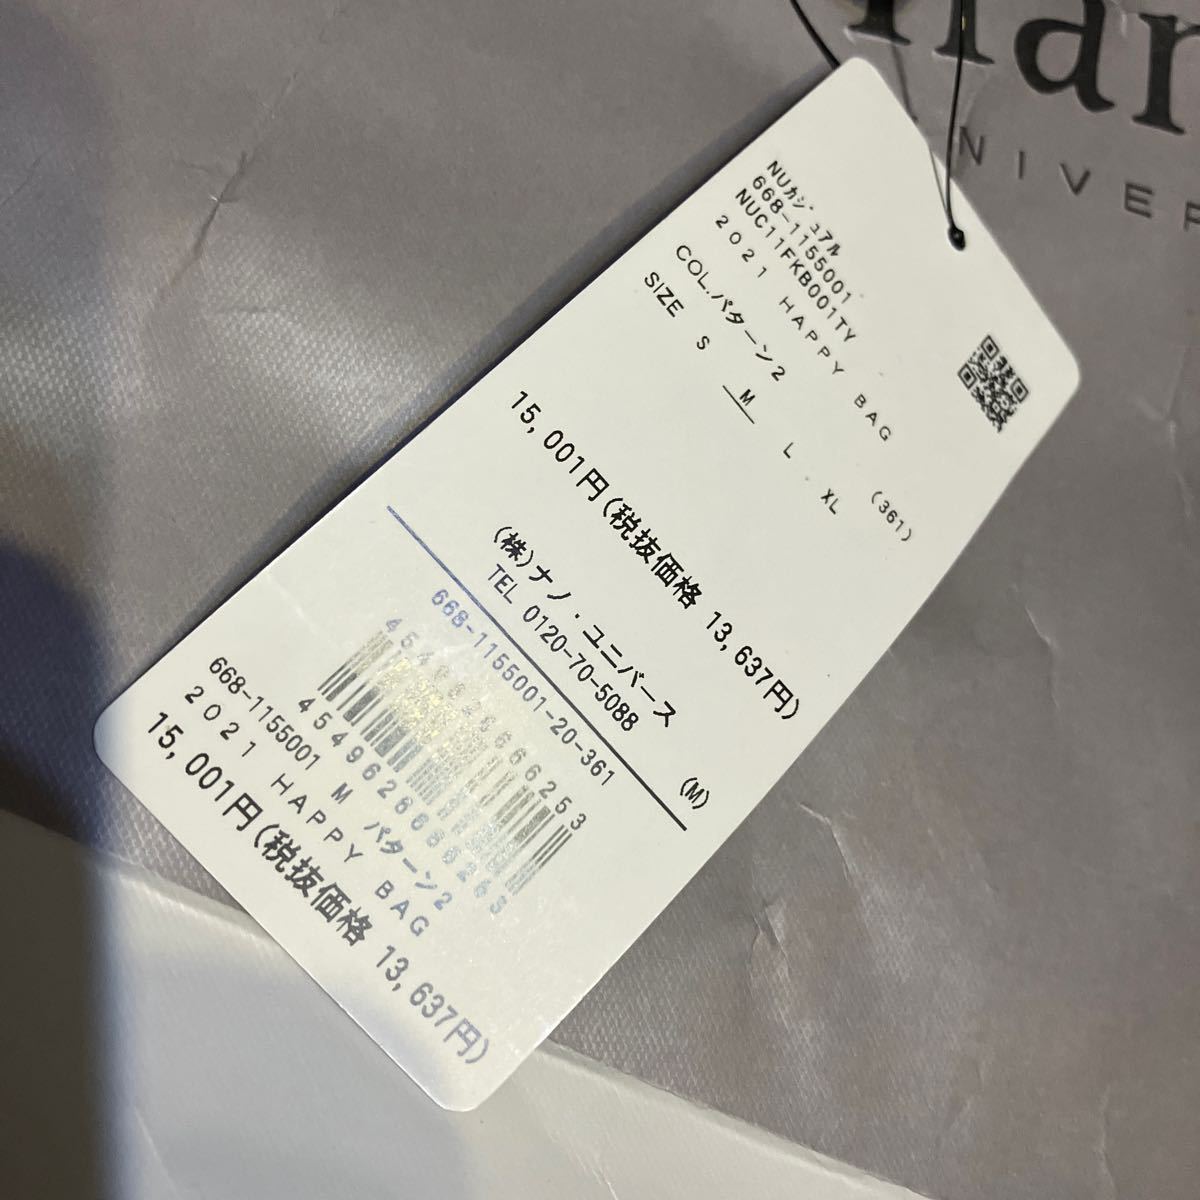 nan
UNIVER
NUカジュアル
668-1155001
NUC11FKB001TY
2021 HAPPY BAG
COL.パターン2 (361)
SIZE S M L XL
15,001円(税抜価格 13,637円)
(株)ナノ・ユニバース
TEL 0120-70-5088
668-1155001-20-361 (M)
4549626666253
4549626666253
668-1155001 M パターン2
2021 HAPPY BAG
15,001円(税抜価格 13,637円)